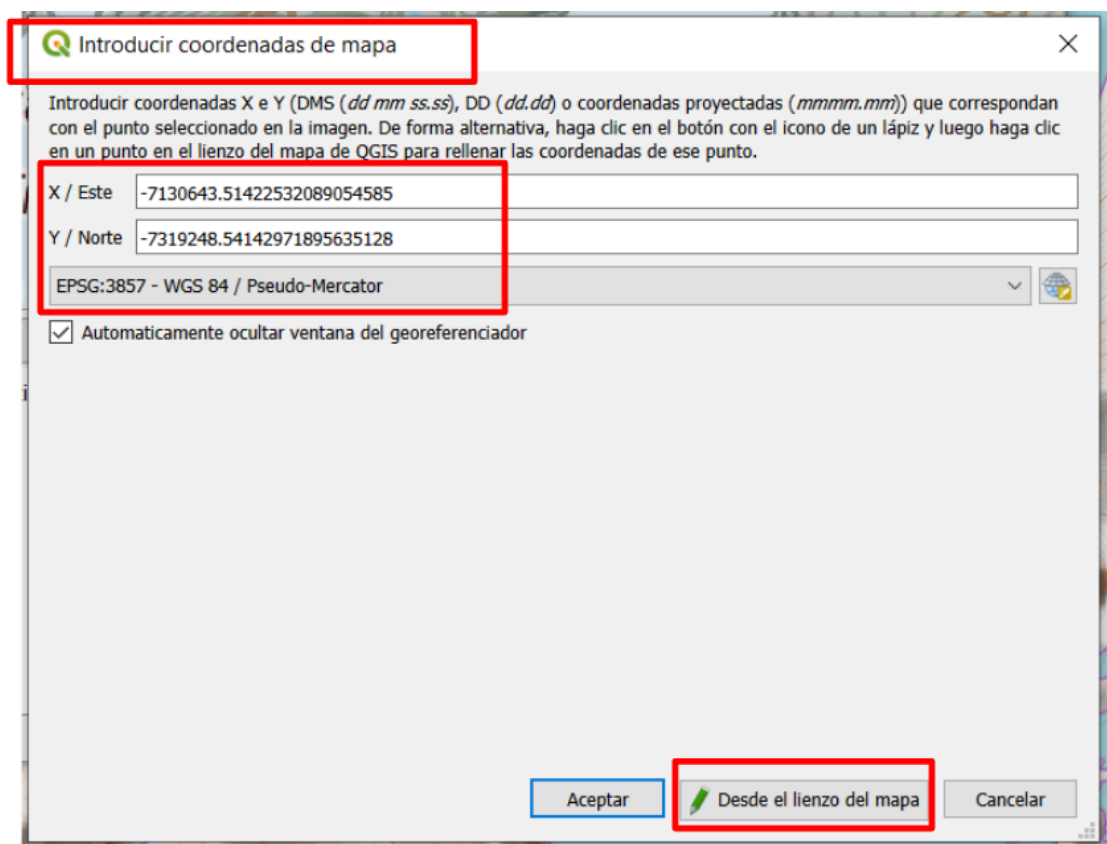 Introducir coordenadas de mapa
Introducir coordenadas X e Y (DMS (dd mm ss.ss), DD (dd.dd) o coordenadas proyectadas (mmmm.mm)) que correspondan
con el punto seleccionado en la imagen. De forma alternativa, haga clic en el botón con el icono de un lápiz y luego haga clic
en un punto en el lienzo del mapa de QGIS para rellenar las coordenadas de ese punto.
X / Este -7130643.51422532089054585
Y / Norte -7319248.54142971895635128
EPSG:3857 - WGS 84 / Pseudo-Mercator
Automaticamente ocultar ventana del georeferenciador
Aceptar Desde el lienzo del mapa Cancelar